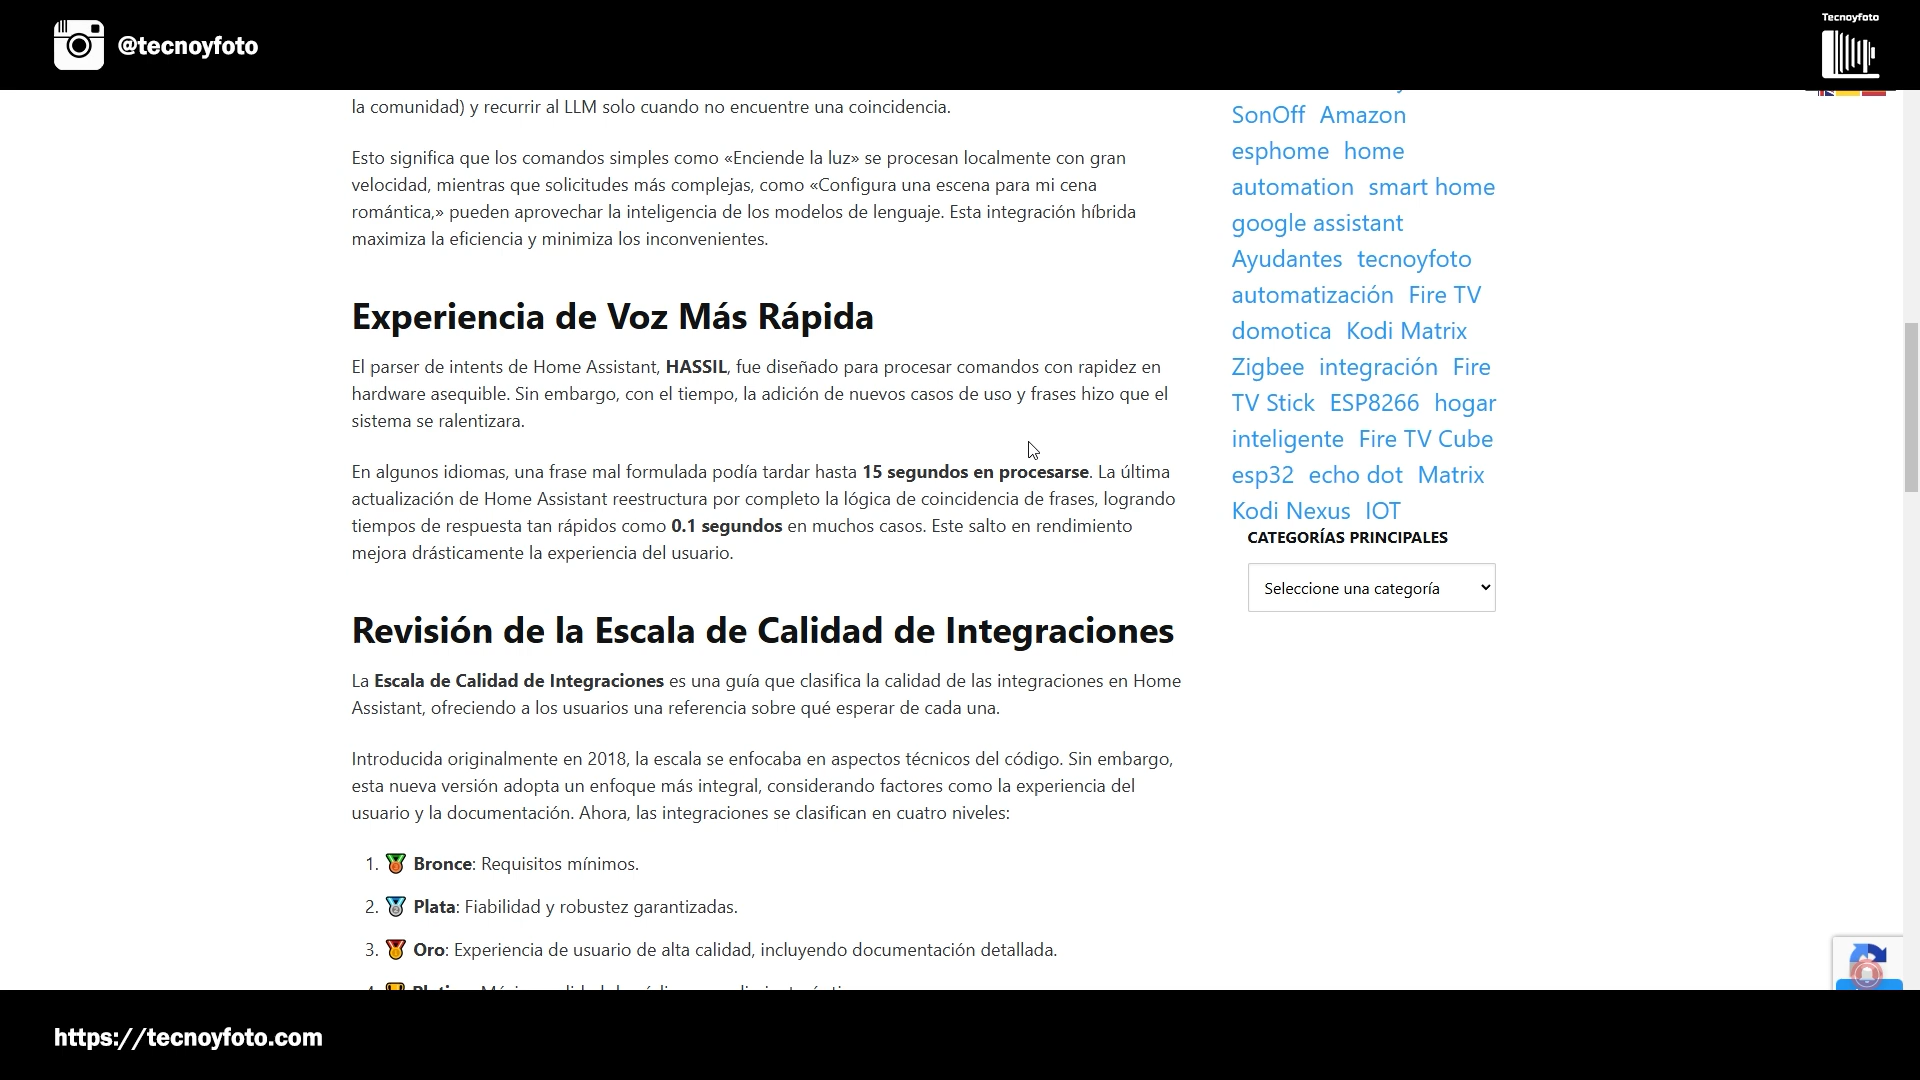 @tecnoyfoto
Tecnoyfoto
la comunidad) y recurrir al LLM solo cuando no encuentre una coincidencia.
Esto significa que los comandos simples como «Enciende la luz» se procesan localmente con gran
velocidad, mientras que solicitudes más complejas, como «Configura una escena para mi cena
romántica,» pueden aprovechar la inteligencia de los modelos de lenguaje. Esta integración híbrida
maximiza la eficiencia y minimiza los inconvenientes.
Experiencia de Voz Más Rápida
El parser de intents de Home Assistant, HASSIL, fue diseñado para procesar comandos con rapidez en
hardware asequible. Sin embargo, con el tiempo, la adición de nuevos casos de uso y frases hizo que el
sistema se ralentizara.
En algunos idiomas, una frase mal formulada podía tardar hasta 15 segundos en procesarse. La última
actualización de Home Assistant reestructura por completo la lógica de coincidencia de frases, logrando
tiempos de respuesta tan rápidos como 0.1 segundos en muchos casos. Este salto en rendimiento
mejora drásticamente la experiencia del usuario.
Revisión de la Escala de Calidad de Integraciones
La Escala de Calidad de Integraciones es una guía que clasifica la calidad de las integraciones en Home
Assistant, ofreciendo a los usuarios una referencia sobre qué esperar de cada una.
Introducida originalmente en 2018, la escala se enfocaba en aspectos técnicos del código. Sin embargo,
esta nueva versión adopta un enfoque más integral, considerando factores como la experiencia del
usuario y la documentación. Ahora, las integraciones se clasifican en cuatro niveles:
1. Bronce: Requisitos mínimos.
2. Plata: Fiabilidad y robustez garantizadas.
3. Oro: Experiencia de usuario de alta calidad, incluyendo documentación detallada.
SonOff Amazon
esphome home
automation smart home
google assistant
Ayudantes tecnoyfoto
automatización Fire TV
domotica Kodi Matrix
Zigbee integración Fire
TV Stick ESP8266 hogar
inteligente Fire TV Cube
esp32 echo dot Matrix
Kodi Nexus IOT
CATEGORÍAS PRINCIPALES
Seleccione una categoría
https://tecnoyfoto.com